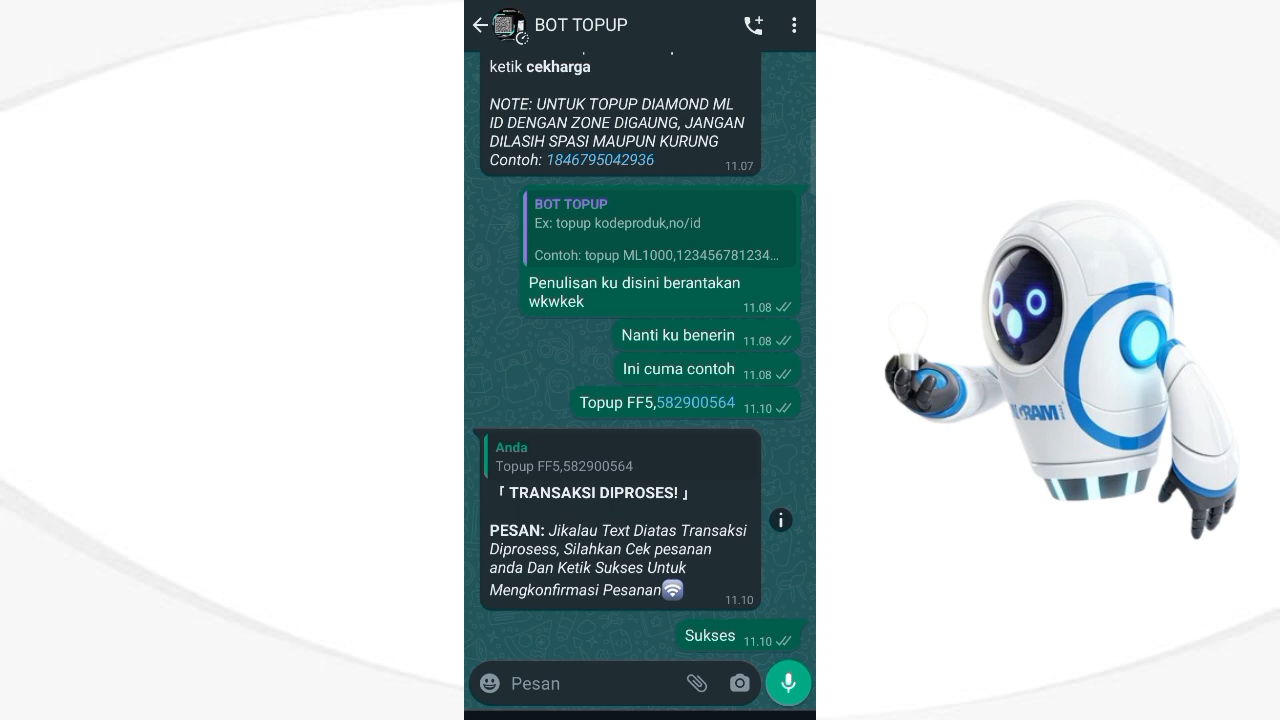 BOT TOPUP
ketik cekharga
NOTE: UNTUK TOPUP DIAMOND ML
ID DENGAN ZONE DIGAUNG, JANGAN
DILASIH SPASI MAUPUN KURUNG
Contoh: 1846795042936
11.07
BOT TOPUP
Ex: topup kodeproduk,no/id
Contoh: topup ML1000,123456781234...
Penulisan ku disini berantakan
wkwkek
11.08
Nanti ku benerin 11.08
Ini cuma contoh 11.08
Topup FF5,582900564 11.10
Anda
Topup FF5,582900564
「 TRANSAKSI DIPROSES! 」
PESAN: Jikalau Text Diatas Transaksi
Diprosess, Silahkan Cek pesanan
anda Dan Ketik Sukses Untuk
Mengkonfirmasi Pesanan
11.10
Sukses 11.10
Pesan